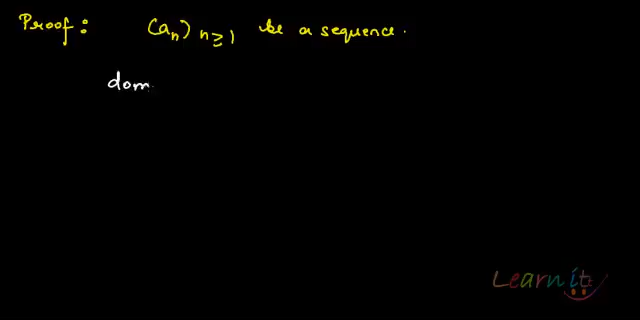 Proof : (aₙ)ₙ≥₁ be a sequence.
dom
Learnit